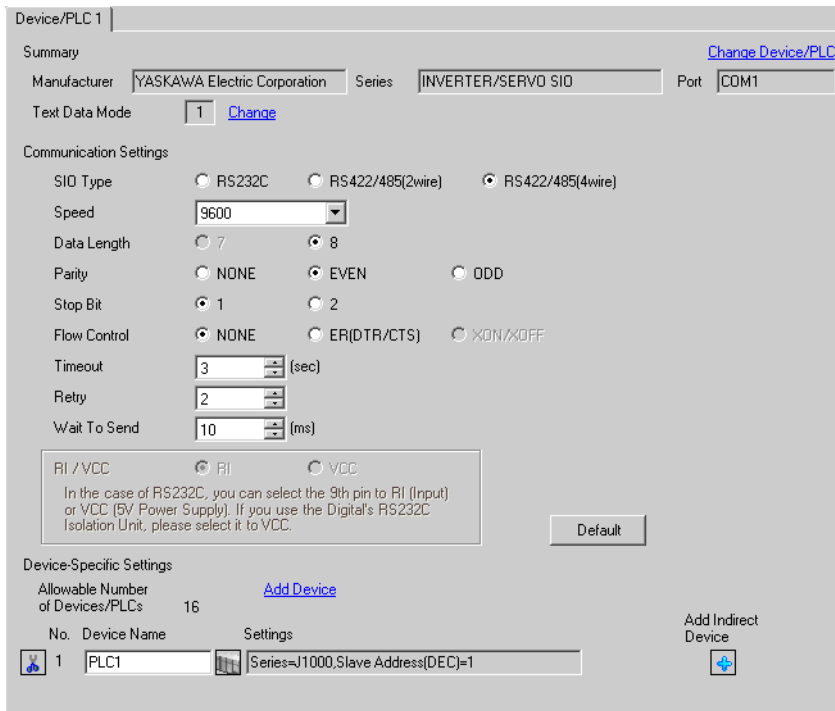 Device/PLC 1
Summary
Change Device/PLC
Manufacturer YASKAWA Electric Corporation Series INVERTER/SERVO SIO Port COM1
Text Data Mode 1 Change
Communication Settings
SIO Type RS232C RS422/485(2wire) RS422/485(4wire)
Speed 9600
Data Length 7 8
Parity NONE EVEN ODD
Stop Bit 1 2
Flow Control NONE ER(DTR/CTS) XON/XOFF
Timeout 3 (sec)
Retry 2
Wait To Send 10 (ms)
RI / VCC RI VCC
In the case of RS232C, you can select the 9th pin to RI (Input)
or VCC (5V Power Supply). If you use the Digital's RS232C
Isolation Unit, please select it to VCC.
Default
Device-Specific Settings
Allowable Number
of Devices/PLCs 16
Add Device
Add Indirect
Device
No. Device Name Settings
1 PLC1 Series=J1000,Slave Address(DEC)=1